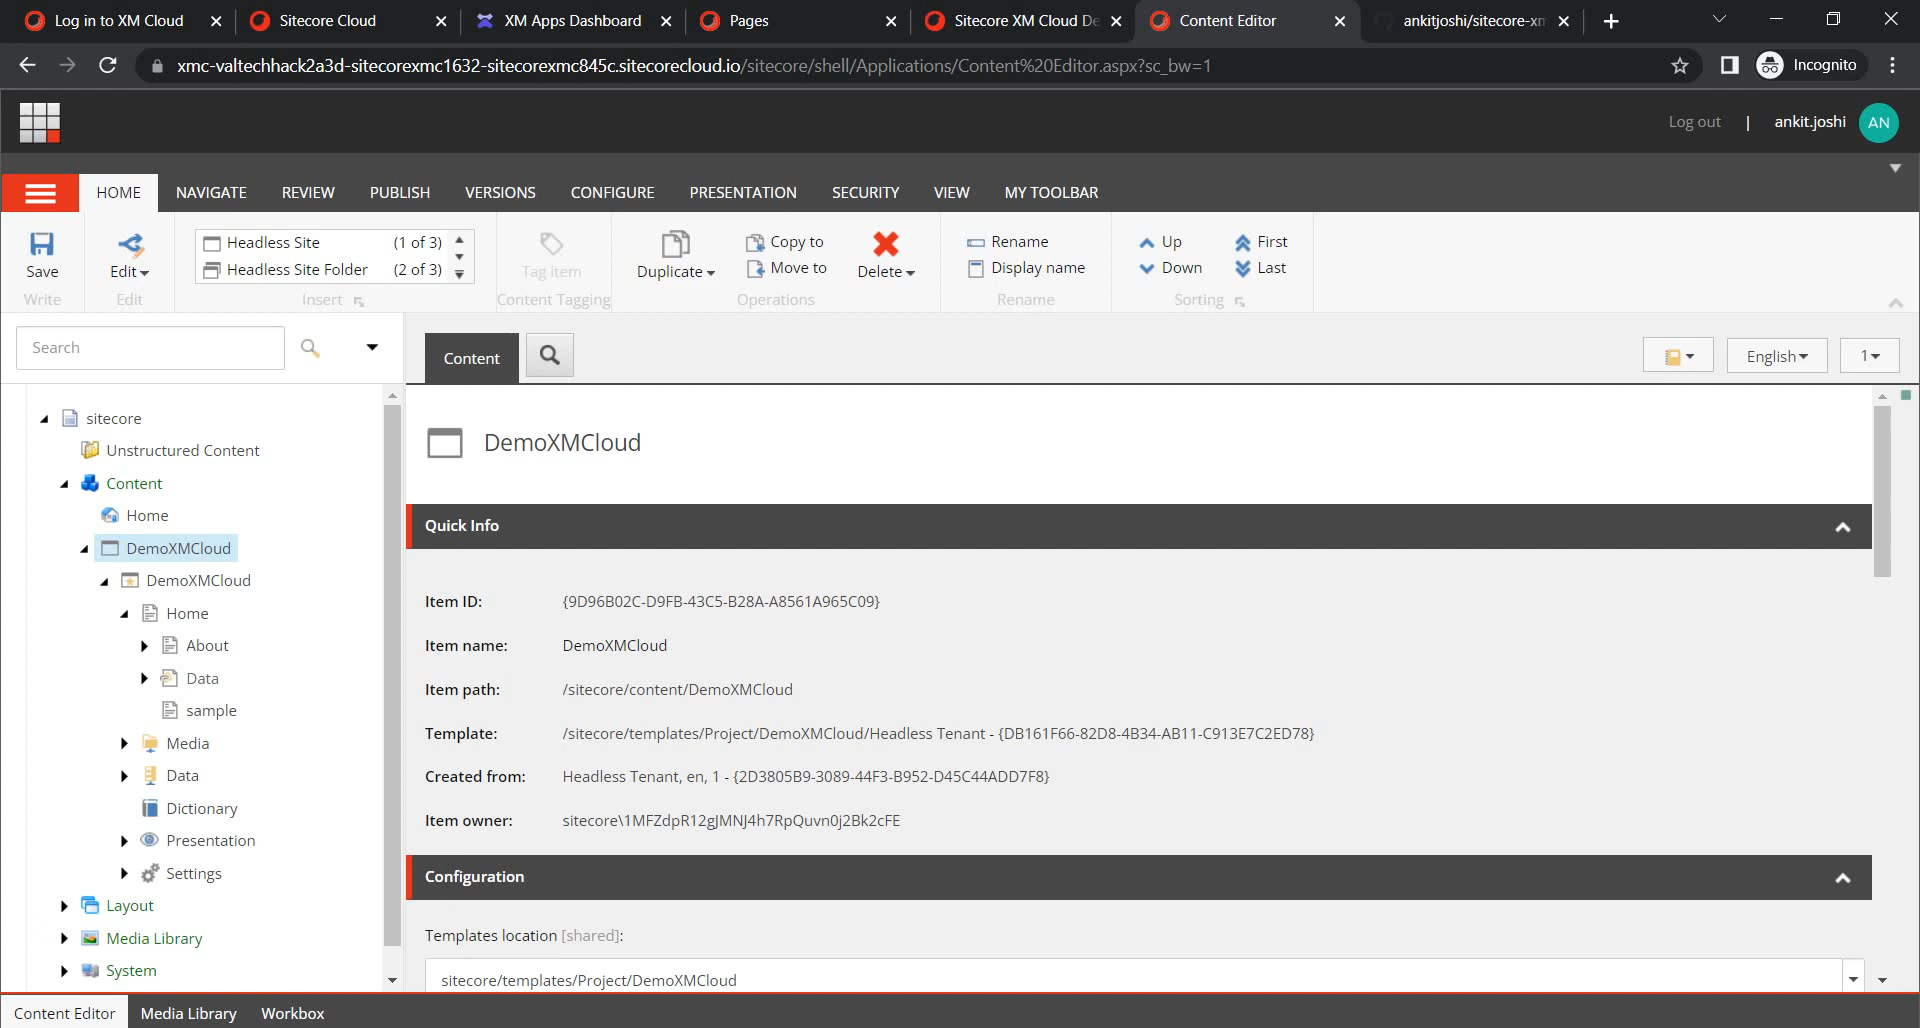 Log in to XM Cloud
Sitecore Cloud
XM Apps Dashboard
Pages
Sitecore XM Cloud De
Content Editor
ankitjoshi/sitecore-xm
xmc-valtechhack2a3d-sitecorexmc1632-sitecorexmc845c.sitecorecloud.io/sitecore/shell/Applications/Content%20Editor.aspx?sc_bw=1
Incognito
Log out | ankit.joshi AN
HOME NAVIGATE REVIEW PUBLISH VERSIONS CONFIGURE PRESENTATION SECURITY VIEW MY TOOLBAR
Save
Write
Edit
Edit
Headless Site (1 of 3)
Headless Site Folder (2 of 3)
Insert
Tag item
Content Tagging
Duplicate
Copy to
Move to
Delete
Operations
Rename
Display name
Rename
Up
Down
First
Last
Sorting
Search
Content
English
1
sitecore
Unstructured Content
Content
Home
DemoXMCloud
DemoXMCloud
Home
About
Data
sample
Media
Data
Dictionary
Presentation
Settings
Layout
Media Library
System
DemoXMCloud
Quick Info
Item ID: {9D96B02C-D9FB-43C5-B28A-A8561A965C09}
Item name: DemoXMCloud
Item path: /sitecore/content/DemoXMCloud
Template: /sitecore/templates/Project/DemoXMCloud/Headless Tenant - {DB161F66-82D8-4B34-AB11-C913E7C2ED78}
Created from: Headless Tenant, en, 1 - {2D3805B9-3089-44F3-B952-D45C44ADD7F8}
Item owner: sitecore\1MFZdpR12gJMNJ4h7RpQuvn0j2Bk2cFE
Configuration
Templates location [shared]:
sitecore/templates/Project/DemoXMCloud
Content Editor Media Library Workbox